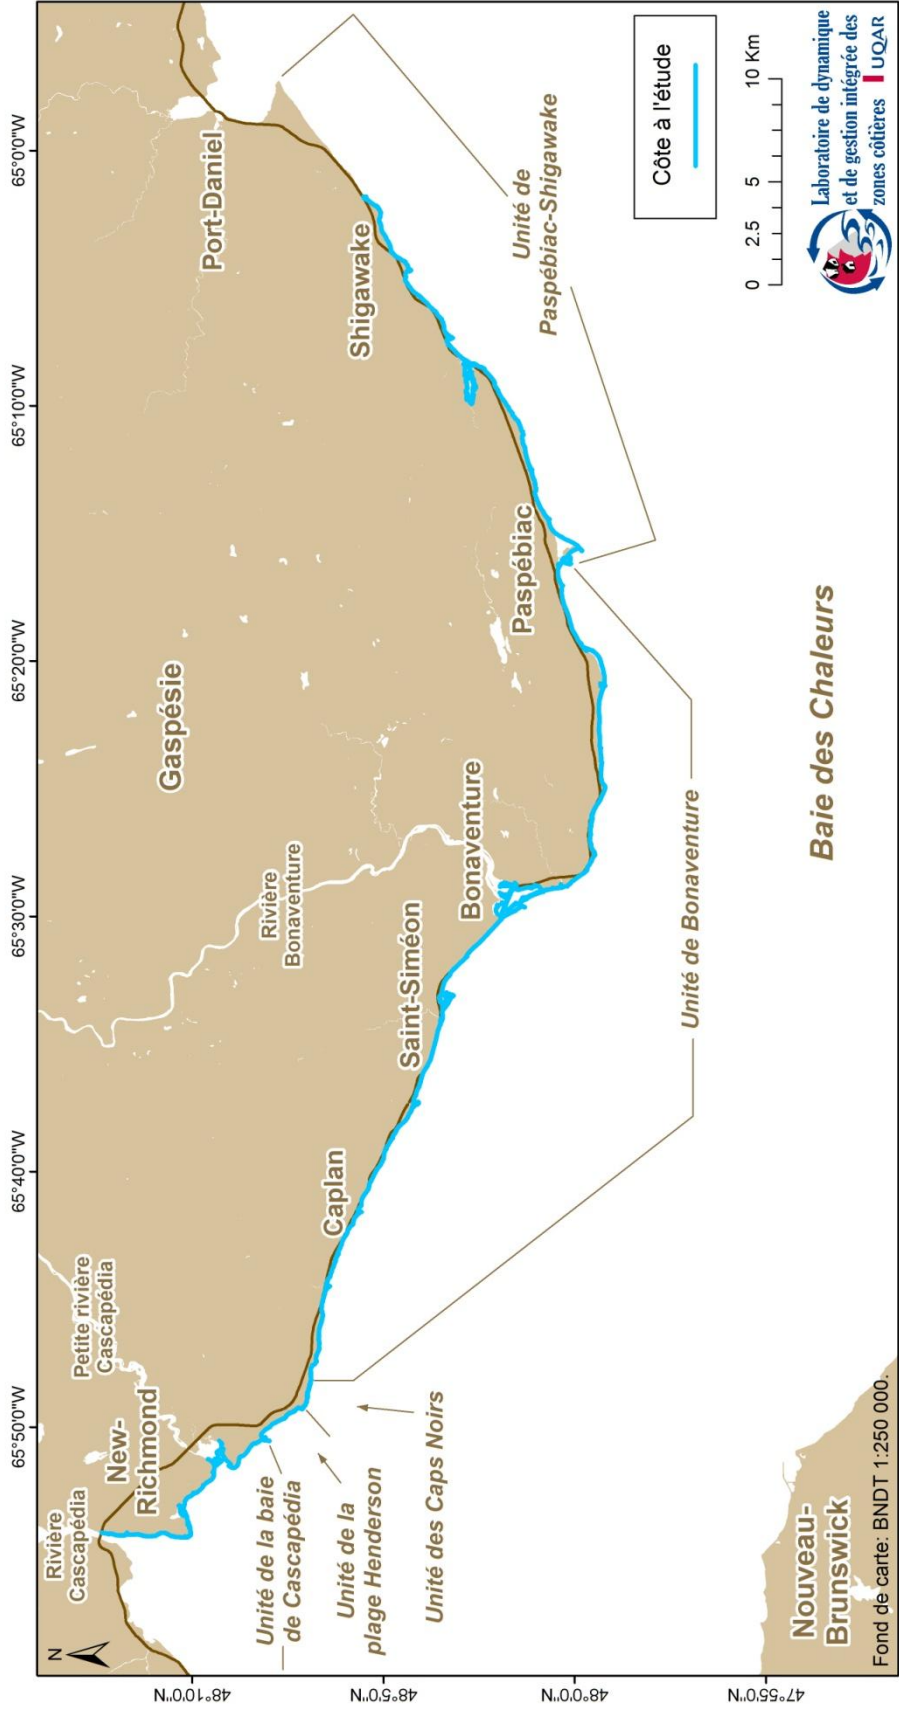 65°50'0"W
65°40'0"W
65°30'0"W
65°20'0"W
65°10'0"W
65°0'0"W
N
Rivière
Cascapédia
New-
Richmond
Petite rivière
Cascapédia
Gaspésie
Rivière
Bonaventure
Port-Daniel
48°10'0"N
48°5'0"N
48°0'0"N
47°55'0"N
Caplan
Saint-Siméon
Bonaventure
Paspébiac
Shigawake
Unité de la baie
de Cascapédia
Unité de la
plage Henderson
Unité des Caps Noirs
Unité de Bonaventure
Unité de
Paspébiac-Shigawake
Baie des Chaleurs
Nouveau-
Brunswick
Côte à l'étude
0 2.5 5 10 Km
Fond de carte: BNDT 1:250 000.
Laboratoire de dynamique
et de gestion intégrée des
zones côtières UQAR